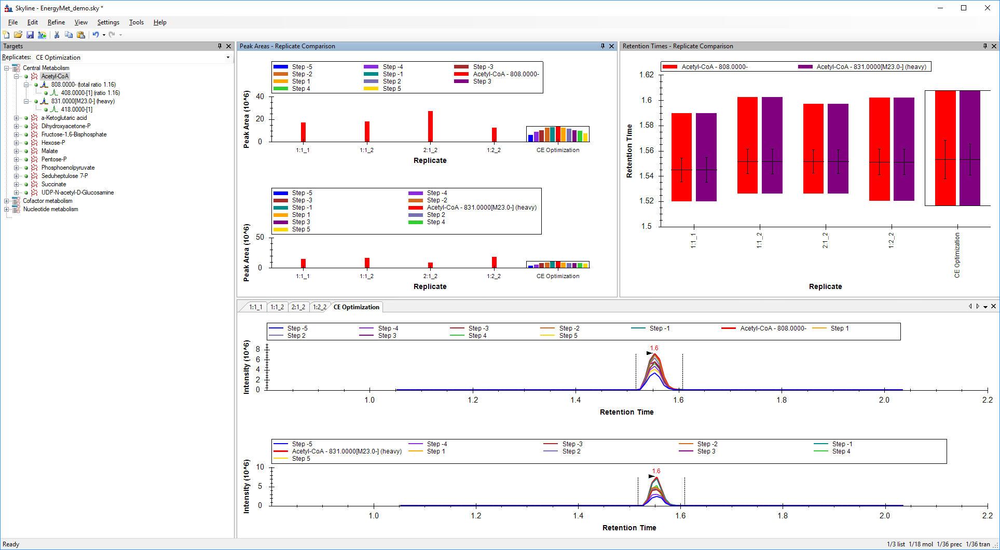 Skyline - EnergyMet_demo.sky *
File Edit Refine View Settings Tools Help
Targets
Replicates: CE Optimization
Central Metabolism
Acetyl-CoA
808.0000- (total ratio 1.16)
408.0000-[1] (ratio 1.16)
831.0000[M23.0-] (heavy)
418.0000-[1]
a-Ketoglutaric acid
Dihydroxyacetone-P
Fructose-1,6-Bisphosphate
Hexose-P
Malate
Pentose-P
Phosphoenolpyruvate
Seduheptulose 7-P
Succinate
UDP-N-acetyl-D-Glucosamine
Cofactor metabolism
Nucleotide metabolism
Peak Areas - Replicate Comparison
Step -5 Step -4 Step -3
Step -2 Step -1 Acetyl-CoA - 808.0000-
Step 1 Step 2 Step 3
Step 4 Step 5
Peak Area (10^6)
40
20
0
1:1_1 1:1_2 2:1_2 1:2_2 CE Optimization
Replicate
Step -5 Step -4
Step -3 Step -2
Step -1 Acetyl-CoA - 831.0000[M23.0-] (heavy)
Step 1 Step 2
Step 3 Step 4
Step 5
Peak Area (10^6)
50
0
1:1_1 1:1_2 2:1_2 1:2_2 CE Optimization
Replicate
Retention Times - Replicate Comparison
Acetyl-CoA - 808.0000- Acetyl-CoA - 831.0000[M23.0-] (heavy)
Retention Time
1.62
1.6
1.58
1.56
1.54
1.52
1.5
1:1_1 1:1_2 2:1_2 1:2_2 CE Optimization
Replicate
1:1_1 1:1_2 2:1_2 1:2_2 CE Optimization
Step -5 Step -4 Step -3 Step -2 Step -1 Acetyl-CoA - 808.0000- Step 1
Step 2 Step 3 Step 4 Step 5
Intensity (10^6)
8
6
4
2
0
1.6
1.0 1.2 1.4 1.6 1.8 2.0 2.2
Retention Time
Step -5 Step -4 Step -3 Step -2 Step -1
Acetyl-CoA - 831.0000[M23.0-] (heavy) Step 1 Step 2 Step 3 Step 4
Step 5
Intensity (10^6)
10
5
0
1.6
1.0 1.2 1.4 1.6 1.8 2.0 2.2
Retention Time
Ready
1/3 list 1/18 mol 1/36 prec 1/36 tran